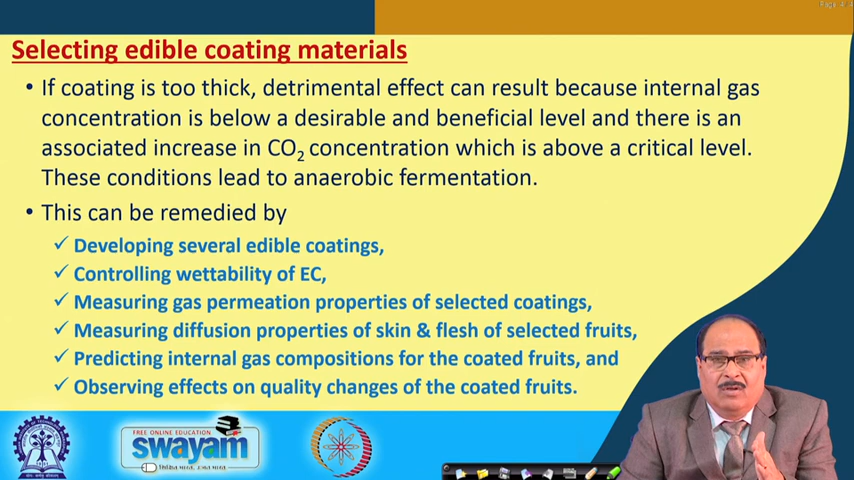 Selecting edible coating materials
• If coating is too thick, detrimental effect can result because internal gas
concentration is below a desirable and beneficial level and there is an
associated increase in CO₂ concentration which is above a critical level.
These conditions lead to anaerobic fermentation.
• This can be remedied by
✓ Developing several edible coatings,
✓ Controlling wettability of EC,
✓ Measuring gas permeation properties of selected coatings,
✓ Measuring diffusion properties of skin & flesh of selected fruits,
✓ Predicting internal gas compositions for the coated fruits, and
✓ Observing effects on quality changes of the coated fruits.
FREE ONLINE EDUCATION
swayam